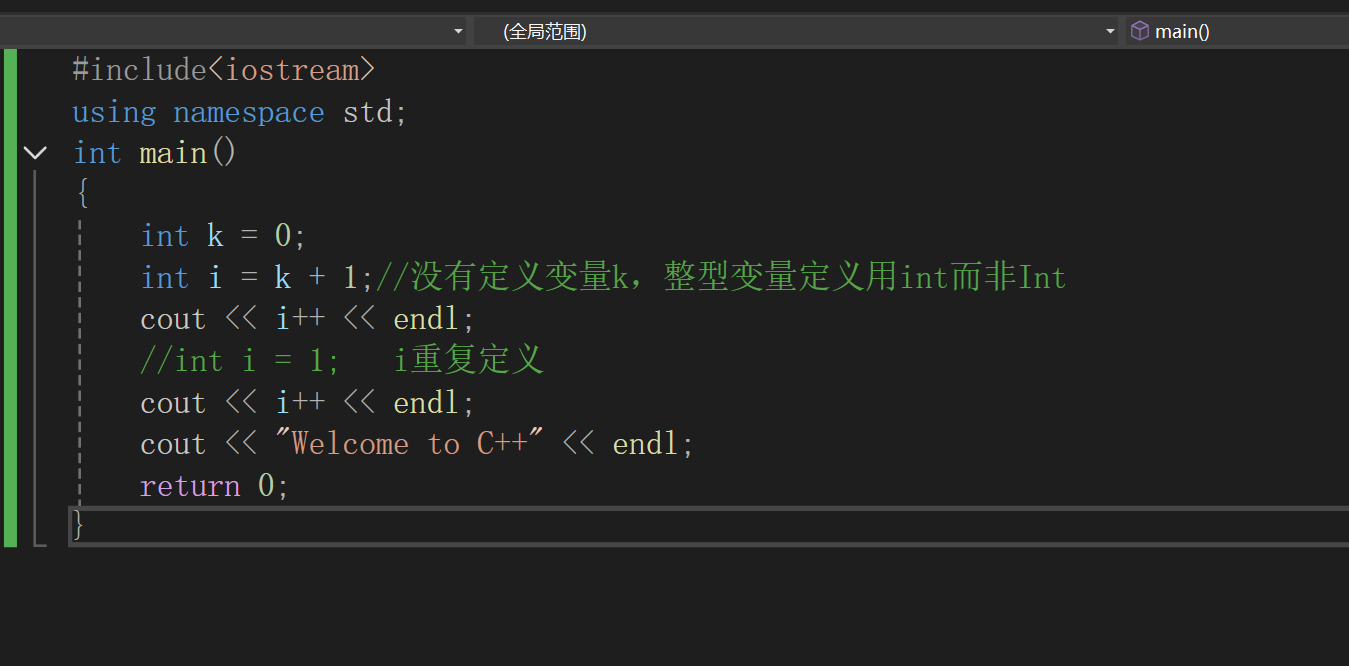 (全局范围) main()
#include<iostream>
using namespace std;
int main()
{
int k = 0;
int i = k + 1;//没有定义变量k，整型变量定义用int而非Int
cout << i++ << endl;
//int i = 1;   i重复定义
cout << i++ << endl;
cout << "Welcome to C++" << endl;
return 0;
}